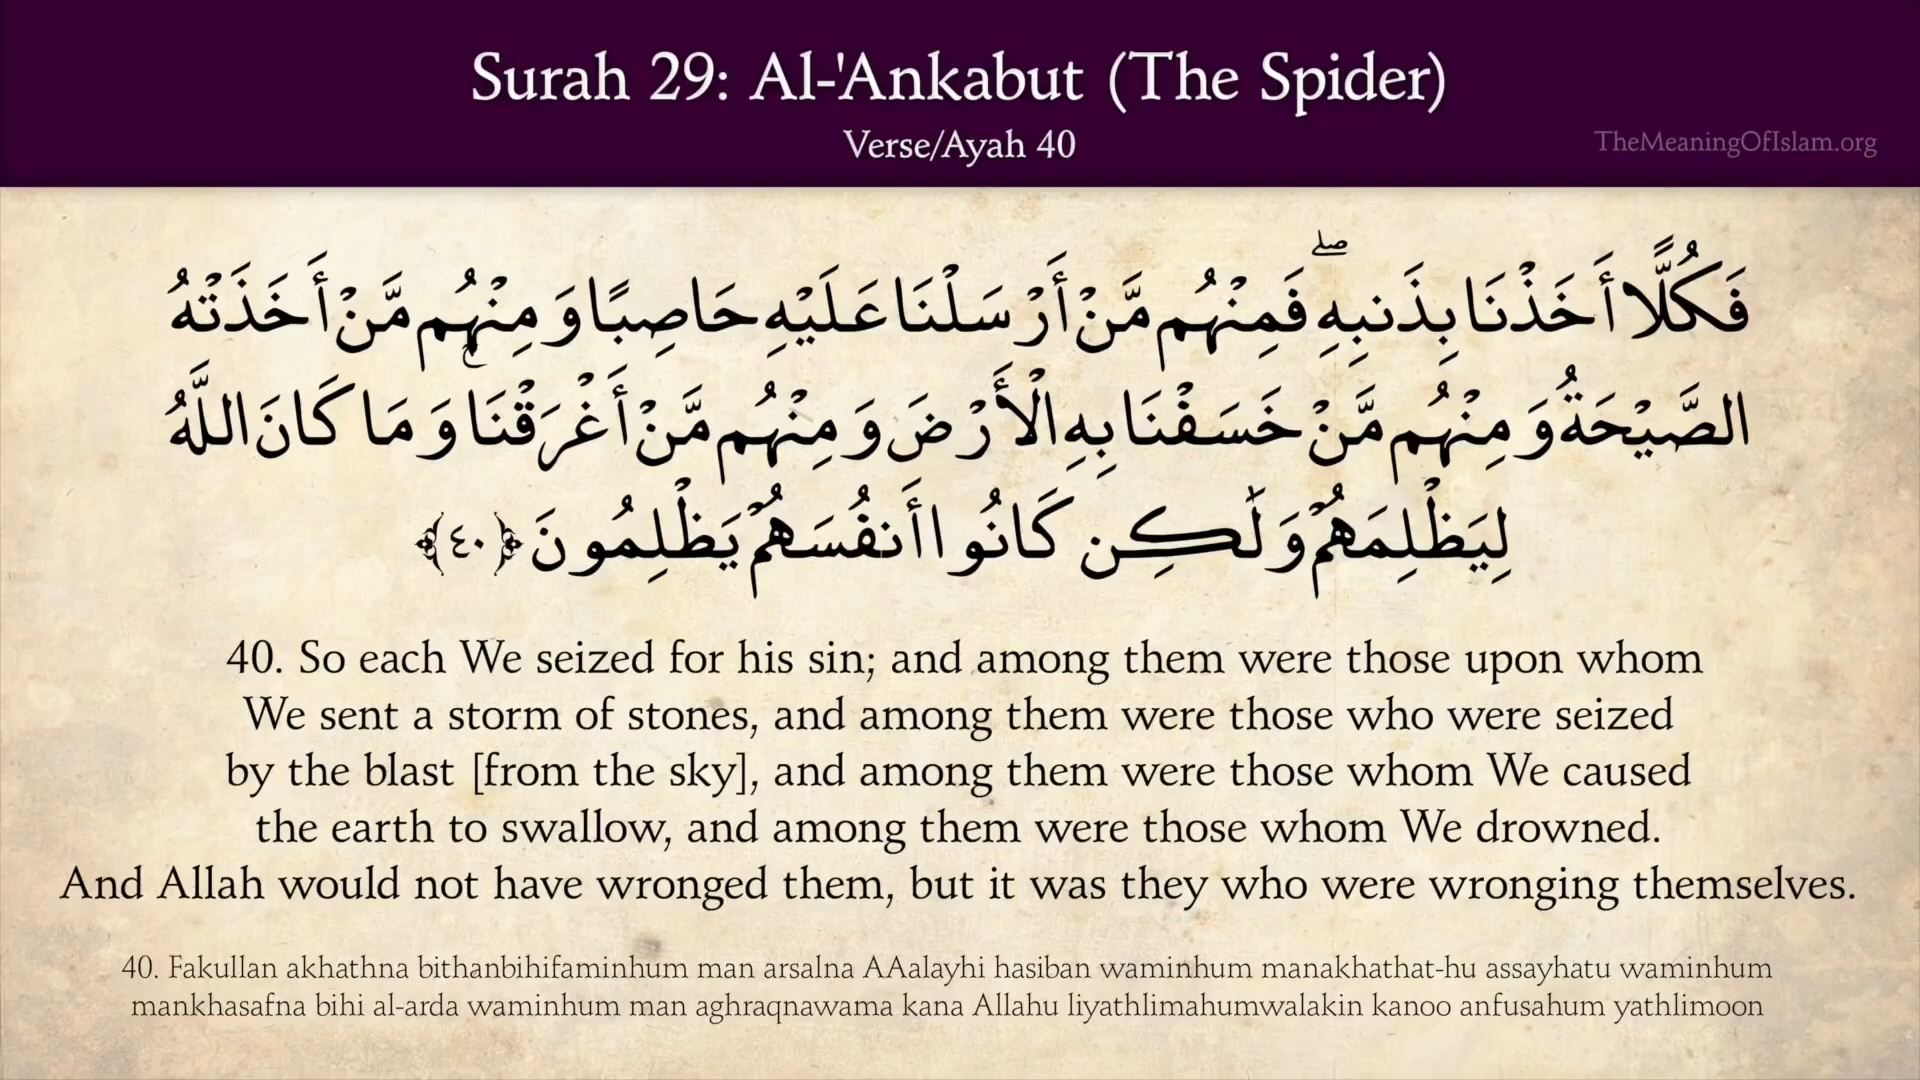 Surah 29: Al-'Ankabut (The Spider)
Verse/Ayah 40
TheMeaningOfIslam.org
فَكُلًّا أَخَذْنَا بِذَنبِهِ ۖ فَمِنْهُم مَّنْ أَرْسَلْنَا عَلَيْهِ حَاصِبًا وَمِنْهُم مَّنْ أَخَذَتْهُ
الصَّيْحَةُ وَمِنْهُم مَّنْ خَسَفْنَا بِهِ الْأَرْضَ وَمِنْهُم مَّنْ أَغْرَقْنَا وَمَا كَانَ اللَّهُ
لِيَظْلِمَهُمْ وَلَٰكِن كَانُوا أَنفُسَهُمْ يَظْلِمُونَ ﴿٤٠﴾
40. So each We seized for his sin; and among them were those upon whom
We sent a storm of stones, and among them were those who were seized
by the blast [from the sky], and among them were those whom We caused
the earth to swallow, and among them were those whom We drowned.
And Allah would not have wronged them, but it was they who were wronging themselves.
40. Fakullan akhathna bithanbihifaminhum man arsalna AAalayhi hasiban waminhum manakhathat-hu assayhatu waminhum
mankhasafna bihi al-arda waminhum man aghraqnawama kana Allahu liyathlimahumwalakin kanoo anfusahum yathlimoon